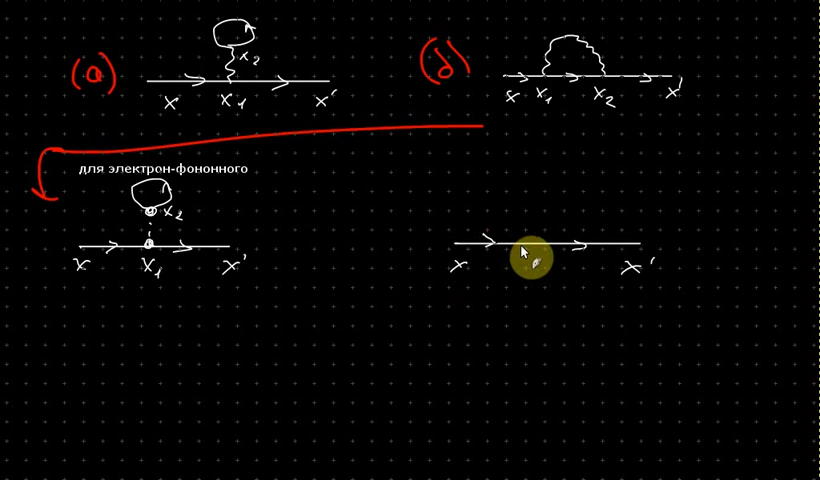 (a)
x₂
x x₁ x'
(d)
x x₁ x₂ x'
для электрон-фононного
x₂
x x₁ x'
x x'